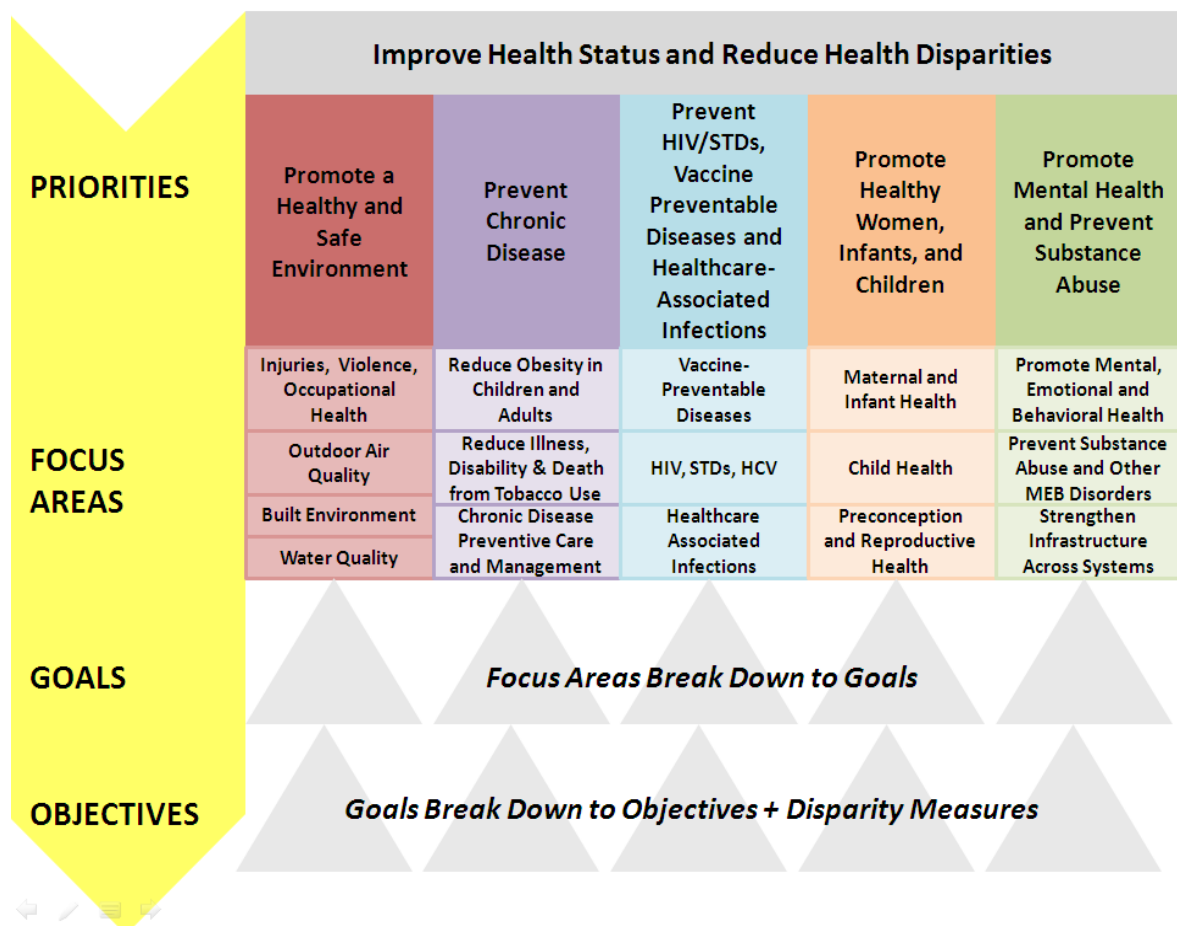 Improve Health Status and Reduce Health Disparities
PRIORITIES
Promote a
Healthy and
Safe
Environment
Prevent
Chronic
Disease
Prevent
HIV/STDs,
Vaccine
Preventable
Diseases and
Healthcare-
Associated
Infections
Promote
Healthy
Women,
Infants, and
Children
Promote
Mental Health
and Prevent
Substance
Abuse
FOCUS
AREAS
Injuries, Violence,
Occupational
Health
Outdoor Air
Quality
Built Environment
Water Quality
Reduce Obesity in
Children and
Adults
Reduce Illness,
Disability & Death
from Tobacco Use
Chronic Disease
Preventive Care
and Management
Vaccine-
Preventable
Diseases
HIV, STDs, HCV
Healthcare
Associated
Infections
Maternal and
Infant Health
Child Health
Preconception
and Reproductive
Health
Promote Mental,
Emotional and
Behavioral Health
Prevent Substance
Abuse and Other
MEB Disorders
Strengthen
Infrastructure
Across Systems
GOALS
Focus Areas Break Down to Goals
OBJECTIVES
Goals Break Down to Objectives + Disparity Measures